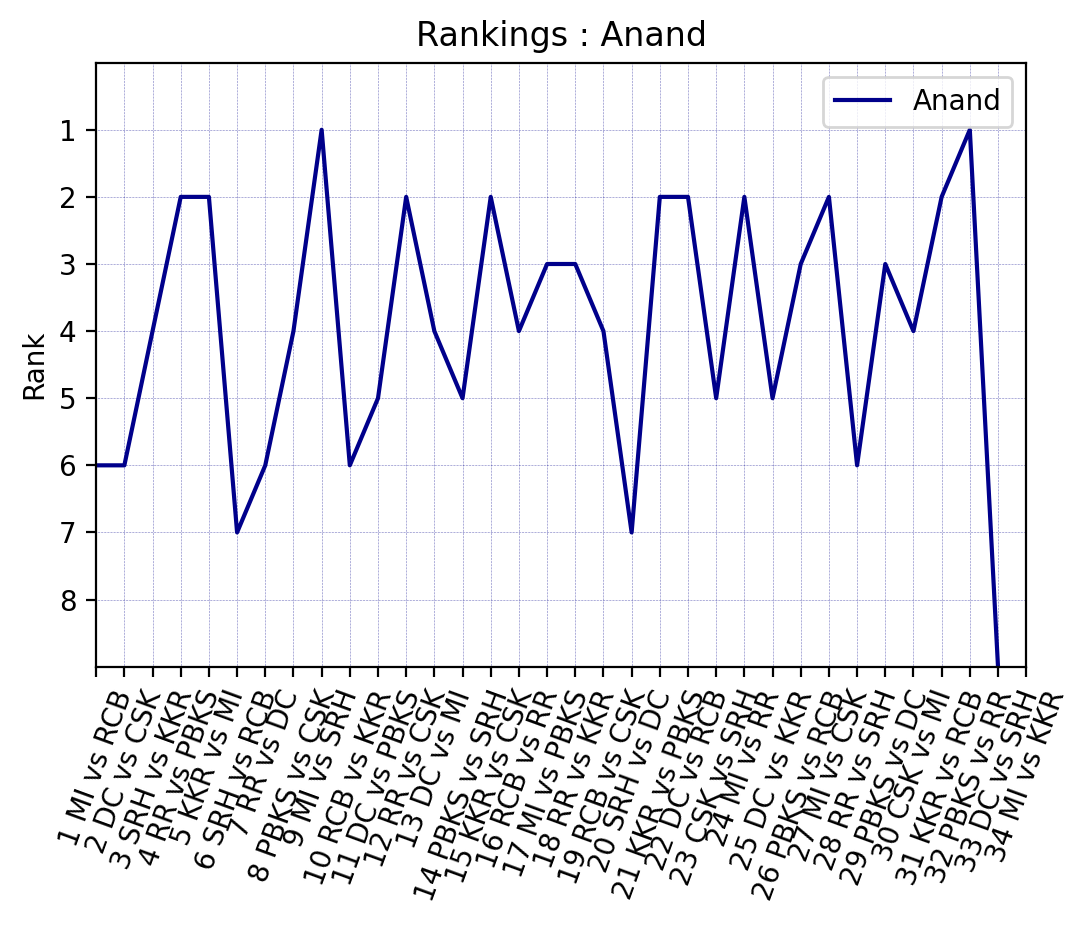 Rankings : Anand
Anand
Rank
1
2
3
4
5
6
7
8
1 MI vs RCB
2 DC vs CSK
3 SRH vs KKR
4 RR vs PBKS
5 KKR vs MI
6 SRH vs RCB
7 RR vs DC
8 PBKS vs CSK
9 MI vs SRH
10 RCB vs KKR
11 DC vs PBKS
12 RR vs CSK
13 DC vs MI
14 PBKS vs SRH
15 KKR vs CSK
16 RCB vs RR
17 MI vs PBKS
18 RR vs KKR
19 RCB vs CSK
20 SRH vs DC
21 KKR vs PBKS
22 DC vs RCB
23 CSK vs SRH
24 MI vs RR
25 DC vs KKR
26 PBKS vs RCB
27 MI vs CSK
28 RR vs SRH
29 PBKS vs DC
30 CSK vs MI
31 KKR vs RCB
32 PBKS vs RR
33 DC vs SRH
34 MI vs KKR